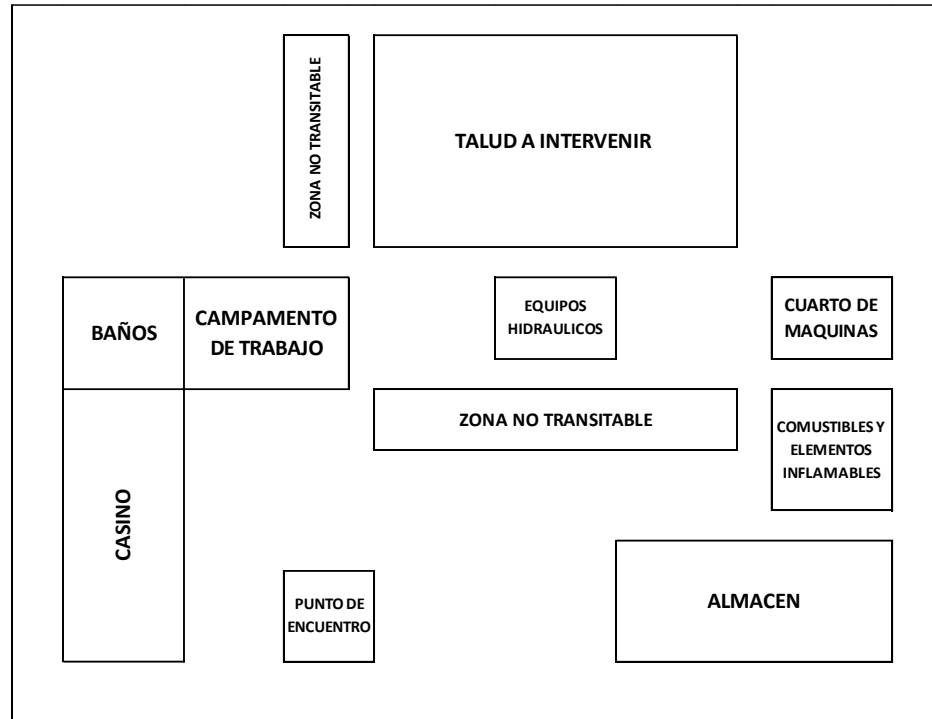 ZONA NO TRANSITABLE
TALUD A INTERVENIR
BAÑOS
CAMPAMENTO
DE TRABAJO
EQUIPOS
HIDRAULICOS
CUARTO DE
MAQUINAS
ZONA NO TRANSITABLE
COMUSTIBLES Y
ELEMENTOS
INFLAMABLES
CASINO
PUNTO DE
ENCUENTRO
ALMACEN